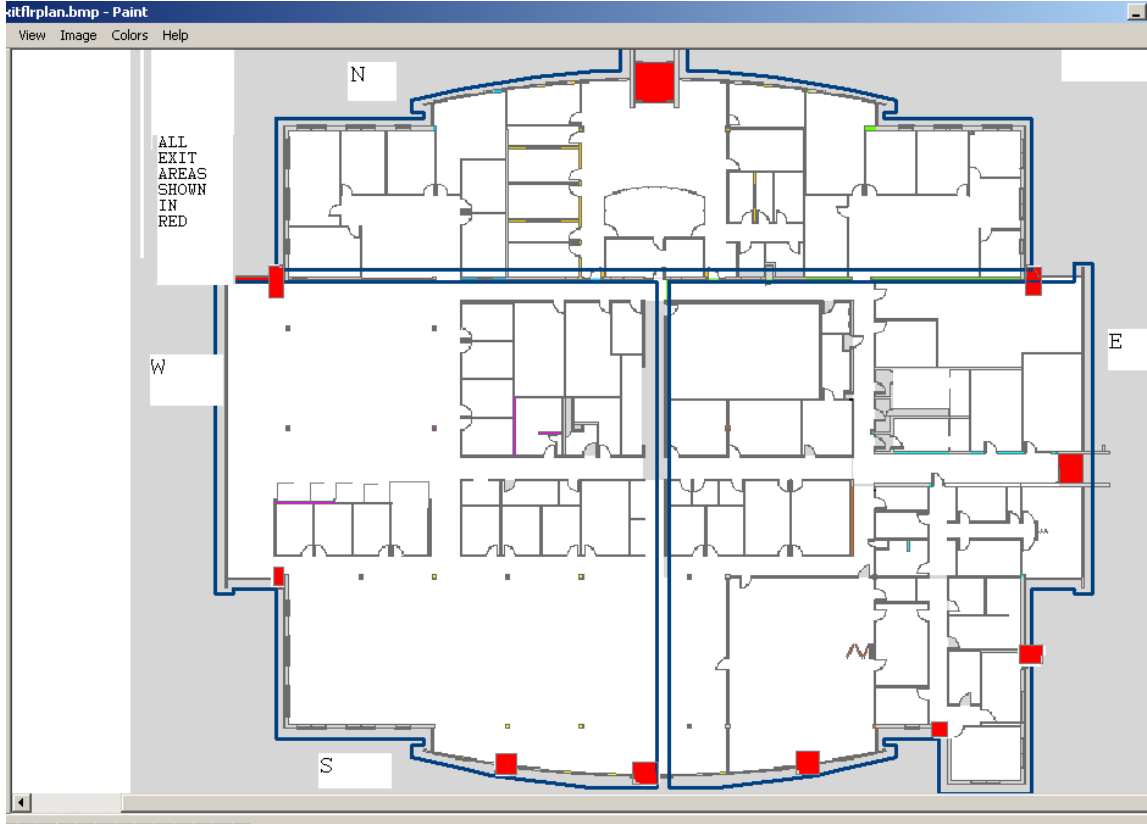 xitflrplan.bmp - Paint
View Image Colors Help
N
ALL
EXIT
AREAS
SHOWN
IN
RED
E
W
S